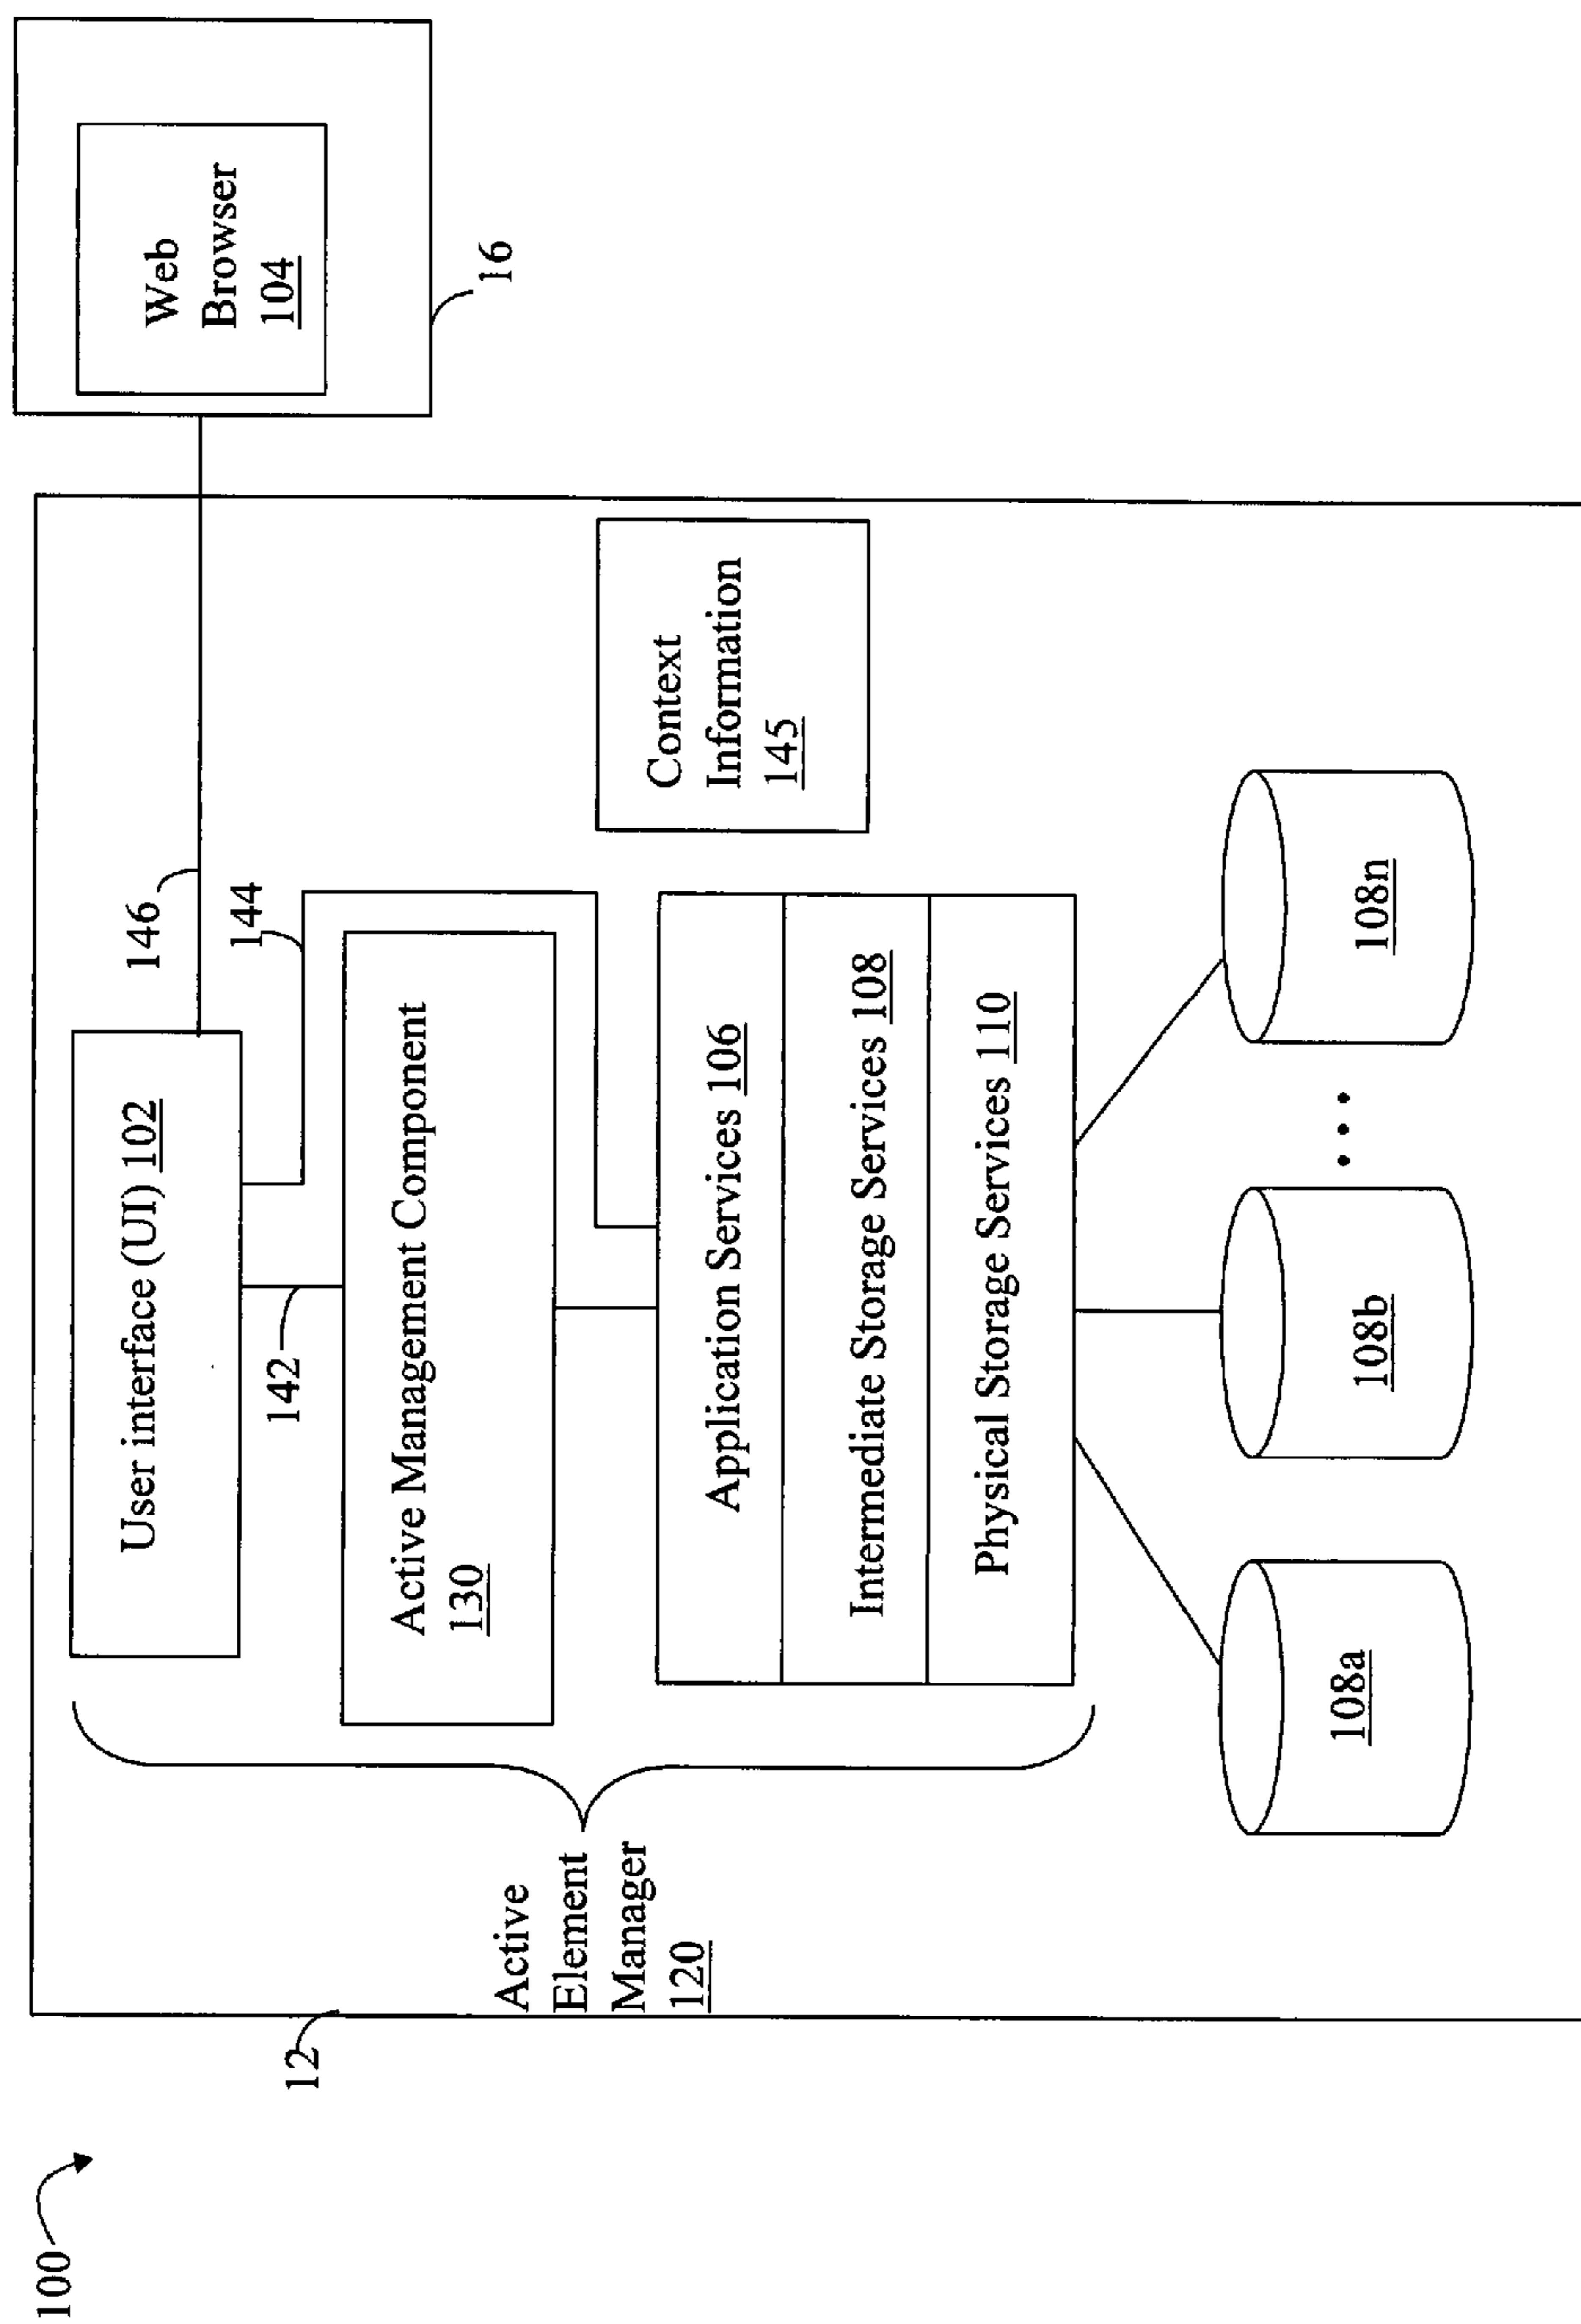 100
12
User interface (UI) 102
146
Web
Browser
104
16
142
144
Active Management Component
130
Active
Element
Manager
120
Context
Information
145
Application Services 106
Intermediate Storage Services 108
Physical Storage Services 110
108a
108b
...
108n